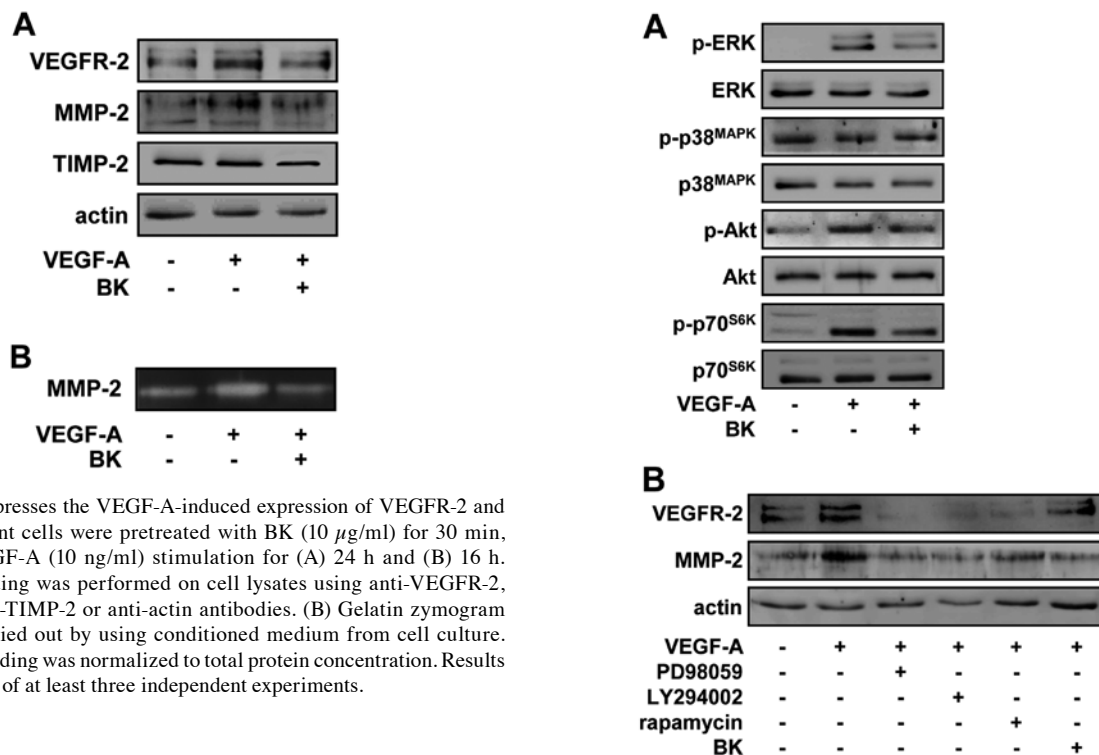 A
VEGFR-2
MMP-2
TIMP-2
actin
VEGF-A - + +
BK - - +
B
MMP-2
VEGF-A - + +
BK - - +
presses the VEGF-A-induced expression of VEGFR-2 and
nt cells were pretreated with BK (10 µg/ml) for 30 min,
GF-A (10 ng/ml) stimulation for (A) 24 h and (B) 16 h.
ting was performed on cell lysates using anti-VEGFR-2,
-TIMP-2 or anti-actin antibodies. (B) Gelatin zymogram
ried out by using conditioned medium from cell culture.
ding was normalized to total protein concentration. Results
of at least three independent experiments.
A
p-ERK
ERK
p-p38MAPK
p38MAPK
p-Akt
Akt
p-p70S6K
p70S6K
VEGF-A - + +
BK - - +
B
VEGFR-2
MMP-2
actin
VEGF-A - + + + + +
PD98059 - - + - - -
LY294002 - - - + - -
rapamycin - - - - + -
BK - - - - - +